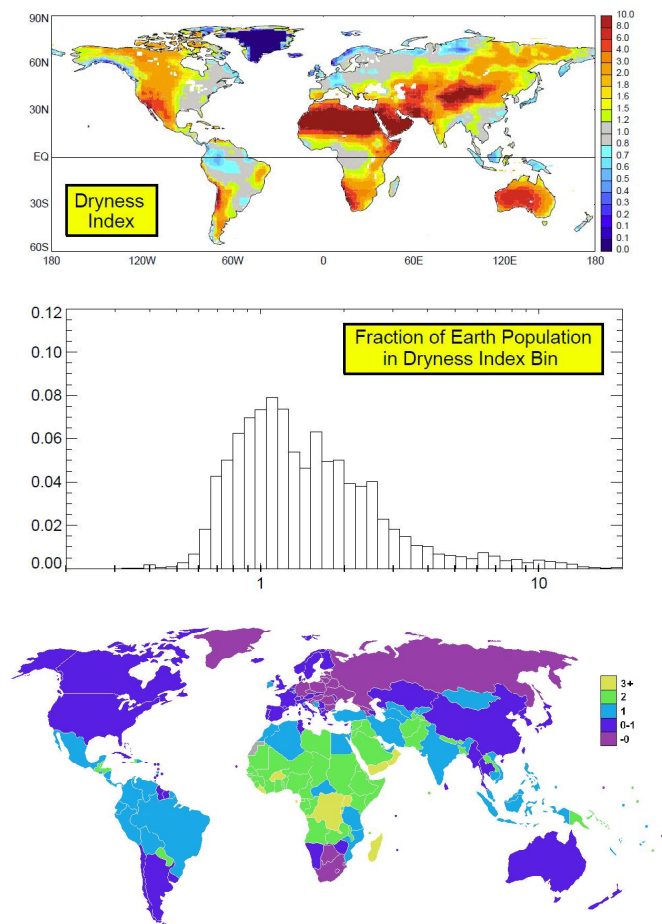 90N
60N
30N
EQ
30S
60S
180
120W
60W
0
60E
120E
180
Dryness
Index
10.0
8.0
6.0
4.0
3.0
2.0
1.8
1.6
1.5
1.2
1.0
0.8
0.7
0.6
0.5
0.4
0.3
0.2
0.1
0.1
0.0
0.12
0.10
0.08
0.06
0.04
0.02
0.00
1
10
Fraction of Earth Population
in Dryness Index Bin
3+
2
1
0-1
-0